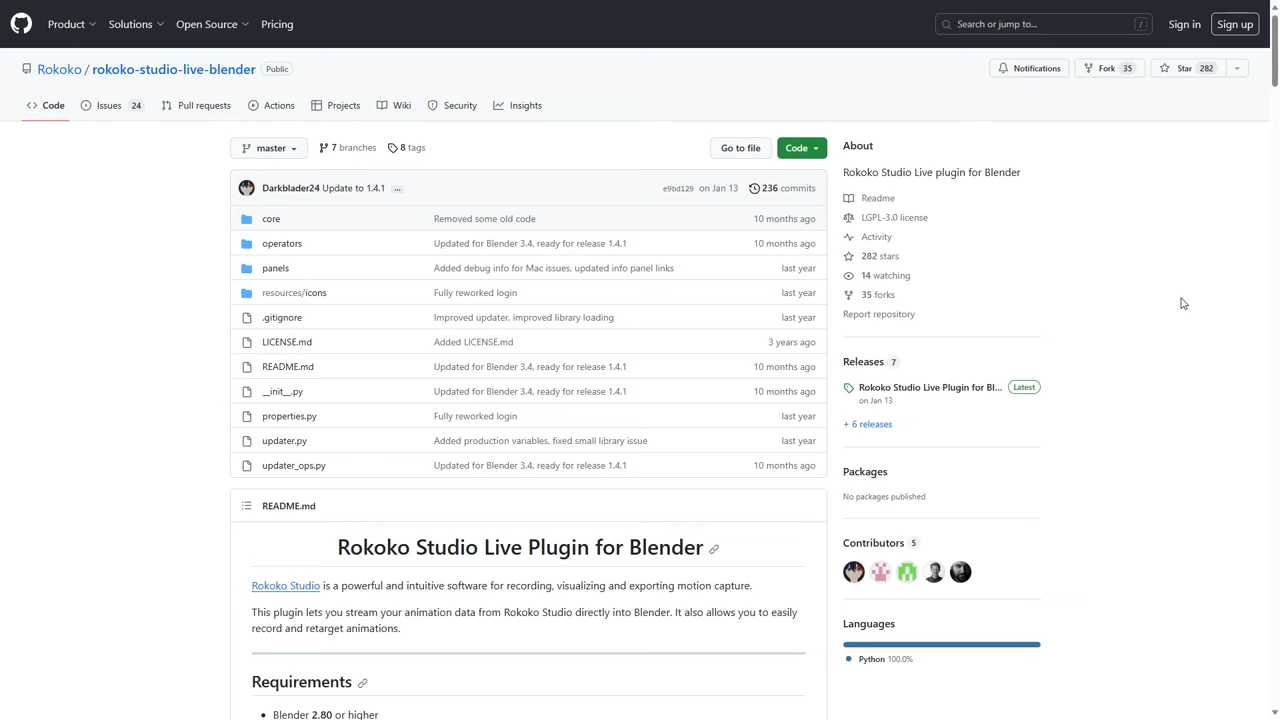 Product Solutions Open Source Pricing Search or jump to... / Sign in Sign up
Rokoko / rokoko-studio-live-blender Public Notifications Fork 35 Star 282
Code Issues 24 Pull requests Actions Projects Wiki Security Insights
master 7 branches 8 tags Go to file Code
Darkblader24 Update to 1.4.1 ... e9bd129 on Jan 13 236 commits
core Removed some old code 10 months ago
operators Updated for Blender 3.4, ready for release 1.4.1 10 months ago
panels Added debug info for Mac issues, updated info panel links last year
resources/icons Fully reworked login last year
.gitignore Improved updater, improved library loading last year
LICENSE.md Added LICENSE.md 3 years ago
README.md Updated for Blender 3.4, ready for release 1.4.1 10 months ago
__init__.py Updated for Blender 3.4, ready for release 1.4.1 10 months ago
properties.py Fully reworked login last year
updater.py Added production variables, fixed small library issue last year
updater_ops.py Updated for Blender 3.4, ready for release 1.4.1 10 months ago
README.md
Rokoko Studio Live Plugin for Blender
Rokoko Studio is a powerful and intuitive software for recording, visualizing and exporting motion capture.
This plugin lets you stream your animation data from Rokoko Studio directly into Blender. It also allows you to easily
record and retarget animations.
Requirements
Blender 2.80 or higher
About
Rokoko Studio Live plugin for Blender
Readme
LGPL-3.0 license
Activity
282 stars
14 watching
35 forks
Report repository
Releases 7
Rokoko Studio Live Plugin for Bl... Latest
on Jan 13
+ 6 releases
Packages
No packages published
Contributors 5
Languages
Python 100.0%